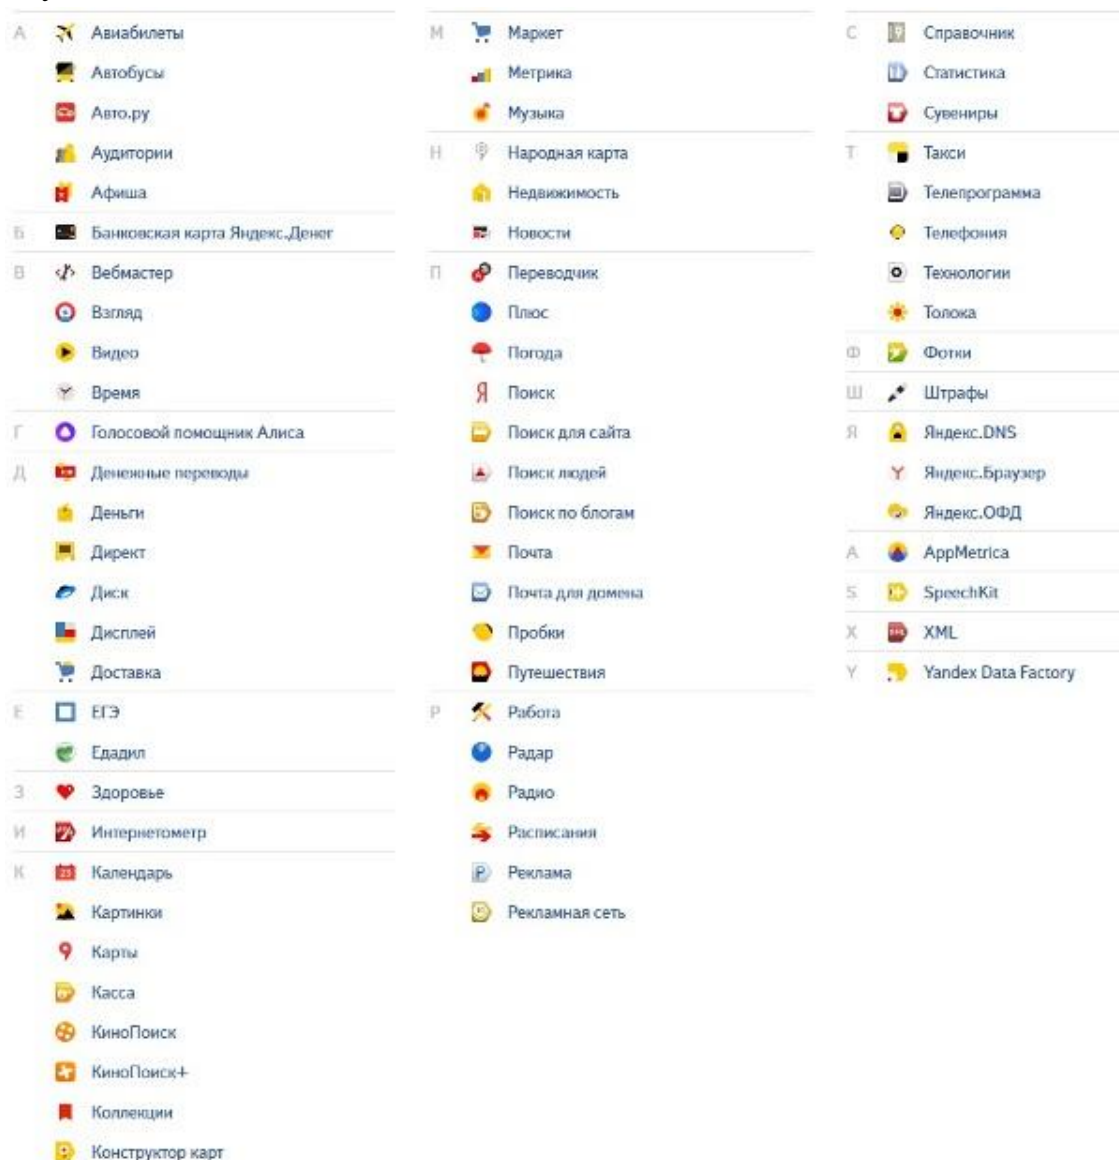 А Авиабилеты
Автобусы
Авто.ру
Аудитории
Афиша
Б Банковская карта Яндекс.Денег
В Вебмастер
Взгляд
Видео
Время
Г Голосовой помощник Алиса
Д Денежные переводы
Деньги
Директ
Диск
Дисплей
Доставка
Е ЕГЭ
Едадил
З Здоровье
И Интернетометр
К Календарь
Картинки
Карты
Касса
КиноПоиск
КиноПоиск+
Коллекции
Конструктор карт
М Маркет
Метрика
Музыка
Н Народная карта
Недвижимость
Новости
П Переводчик
Плюс
Погода
Поиск
Поиск для сайта
Поиск людей
Поиск по блогам
Почта
Почта для домена
Пробки
Путешествия
Р Работа
Радар
Радио
Расписания
Реклама
Рекламная сеть
С Справочник
Статистика
Сувениры
Т Такси
Телепрограмма
Телефония
Технологии
Толока
Ф Фотки
Ш Штрафы
Я Яндекс.DNS
Яндекс.Браузер
Яндекс.ОФД
A AppMetrica
S SpeechKit
X XML
Y Yandex Data Factory